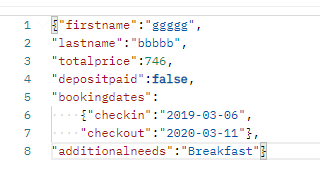 1 {"firstname":"ggggg",
2 "lastname":"bbbbb",
3 "totalprice":746,
4 "depositpaid":false,
5 "bookingdates":
6 {"checkin":"2019-03-06",
7 "checkout":"2020-03-11"},
8 "additionalneeds":"Breakfast"}